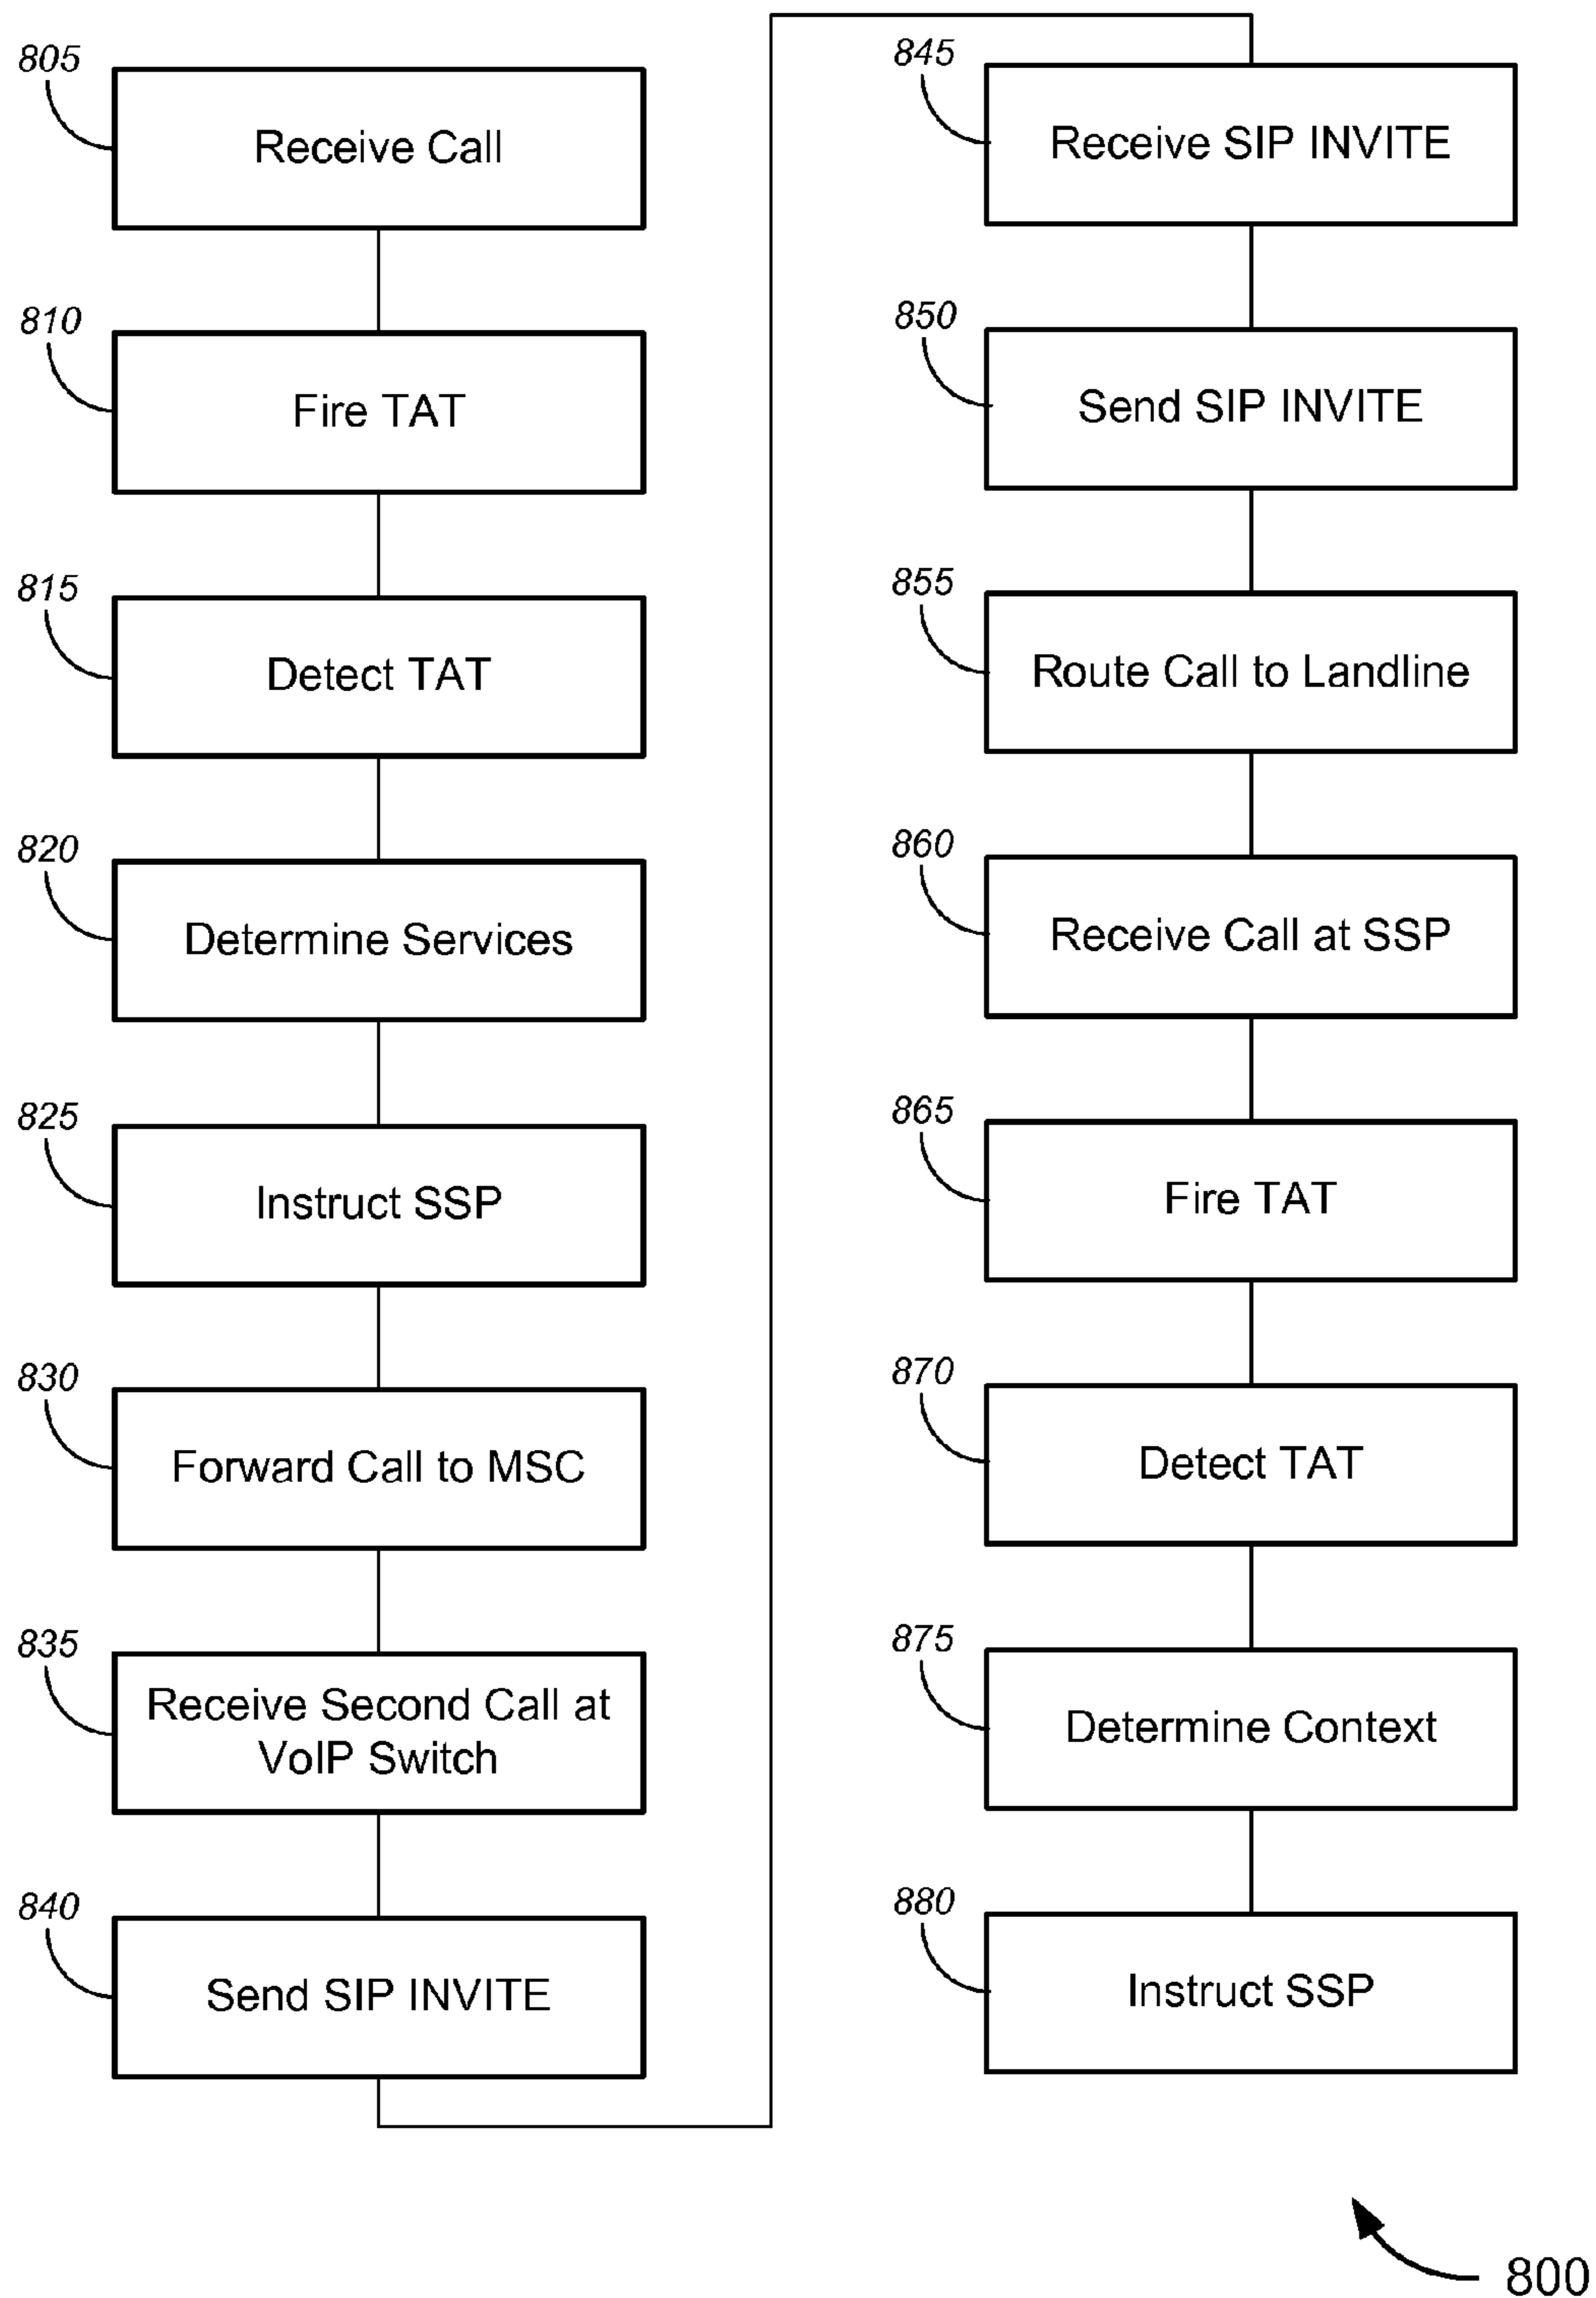 805
Receive Call
810
Fire TAT
815
Detect TAT
820
Determine Services
825
Instruct SSP
830
Forward Call to MSC
835
Receive Second Call at
VoIP Switch
840
Send SIP INVITE
845
Receive SIP INVITE
850
Send SIP INVITE
855
Route Call to Landline
860
Receive Call at SSP
865
Fire TAT
870
Detect TAT
875
Determine Context
880
Instruct SSP
800